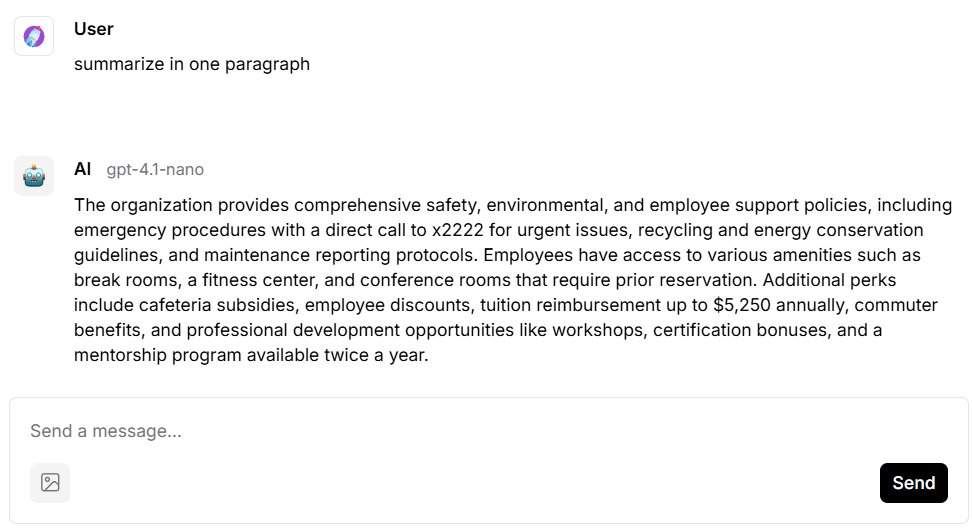 User
summarize in one paragraph
AI gpt-4.1-nano
The organization provides comprehensive safety, environmental, and employee support policies, including
emergency procedures with a direct call to x2222 for urgent issues, recycling and energy conservation
guidelines, and maintenance reporting protocols. Employees have access to various amenities such as
break rooms, a fitness center, and conference rooms that require prior reservation. Additional perks
include cafeteria subsidies, employee discounts, tuition reimbursement up to $5,250 annually, commuter
benefits, and professional development opportunities like workshops, certification bonuses, and a
mentorship program available twice a year.
Send a message...
Send